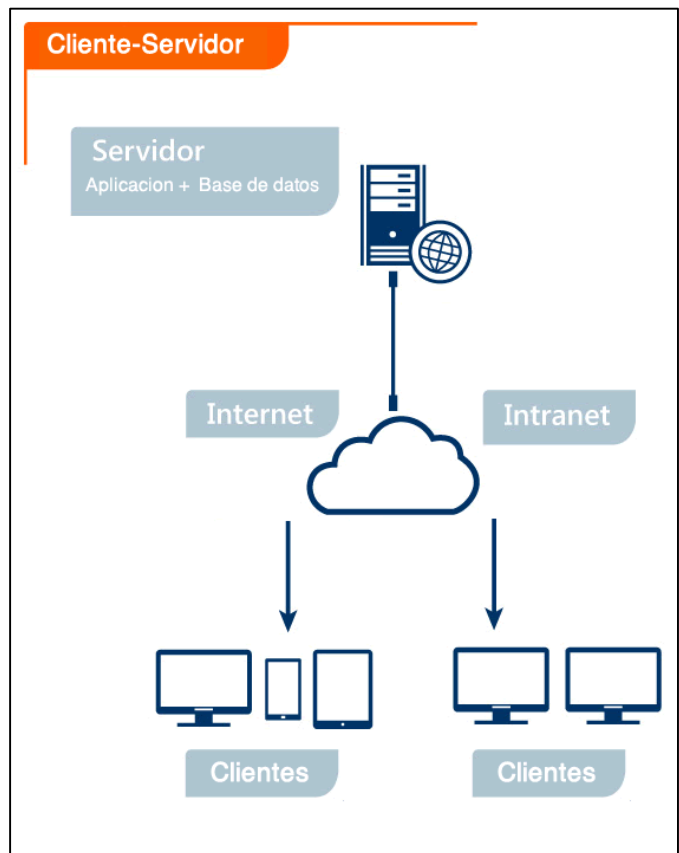 Cliente-Servidor
Servidor
Aplicacion + Base de datos
Internet
Intranet
Clientes
Clientes